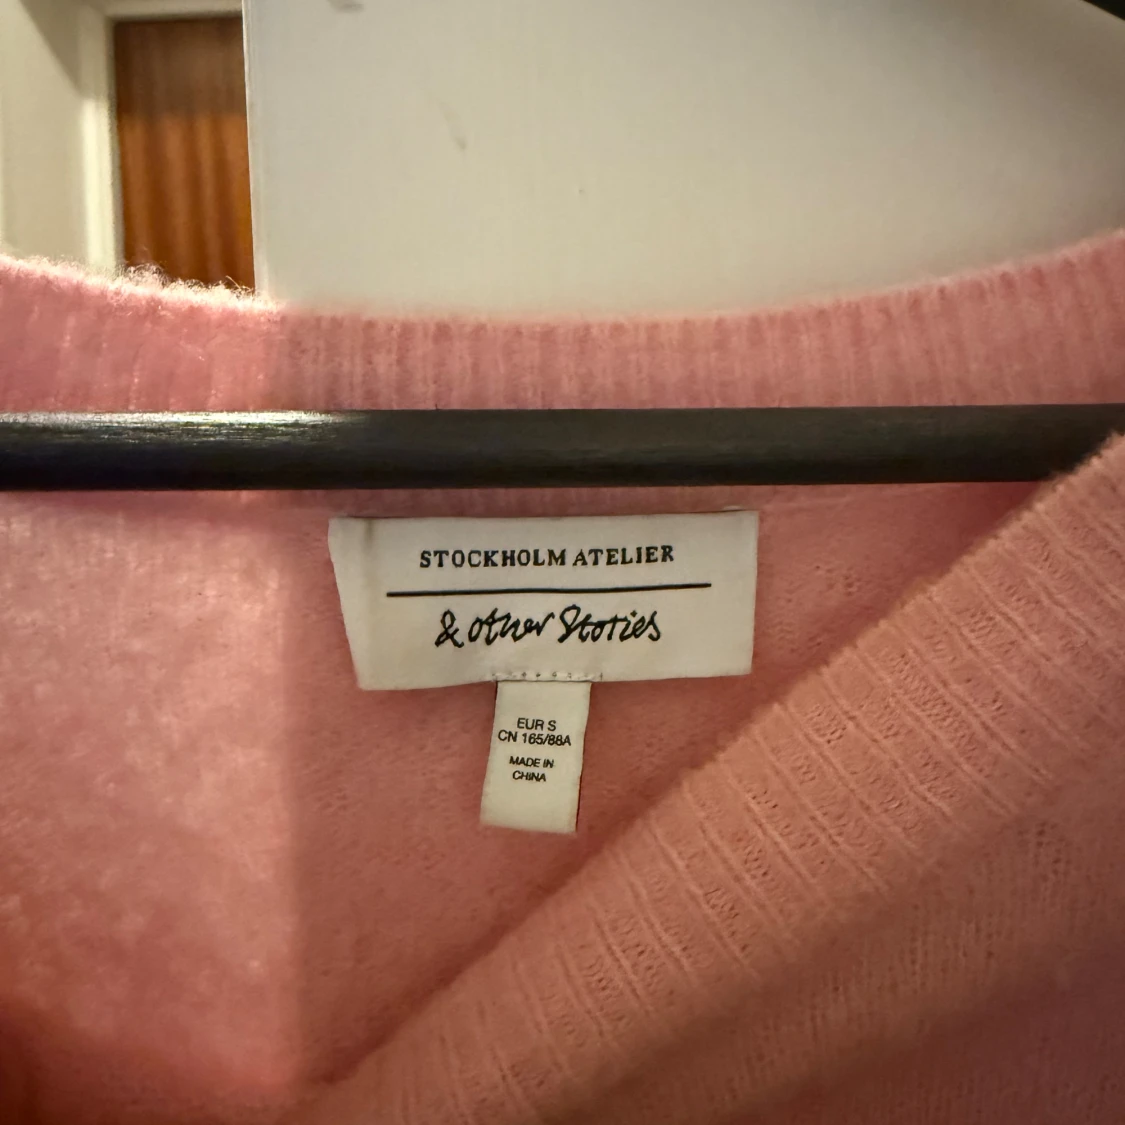 STOCKHOLM ATELIER
& other Stories
EUR S
CN 165/88A
MADE IN
CHINA